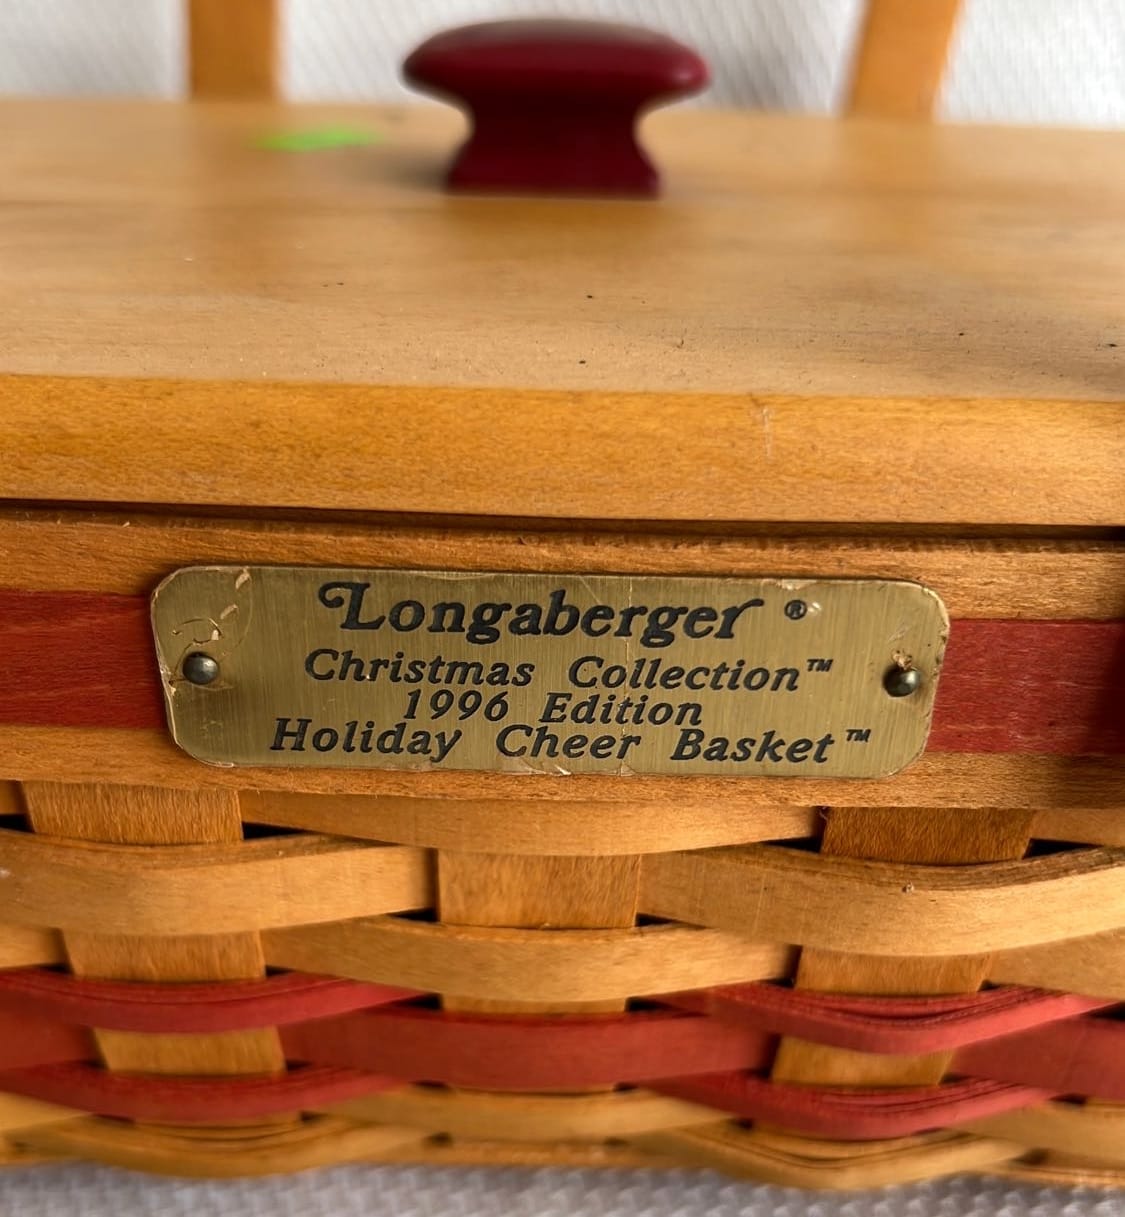 Longaberger ®
Christmas Collection™
1996 Edition
Holiday Cheer Basket™